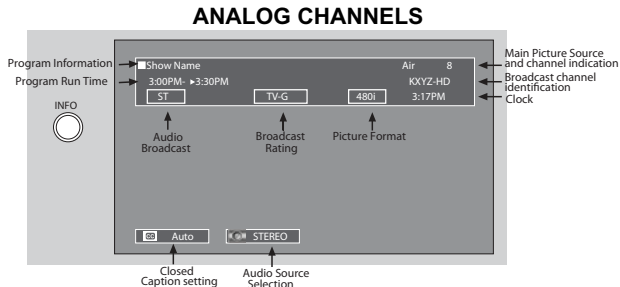 ANALOG CHANNELS
Program Information
Show Name
Air 8
Main Picture Source
and channel indication
Program Run Time
3:00PM- ▸3:30PM
KXYZ-HD
Broadcast channel
identification
ST
TV-G
480i
3:17PM
Clock
INFO
Audio
Broadcast
Broadcast
Rating
Picture Format
CC Auto
STEREO
Closed
Caption setting
Audio Source
Selection